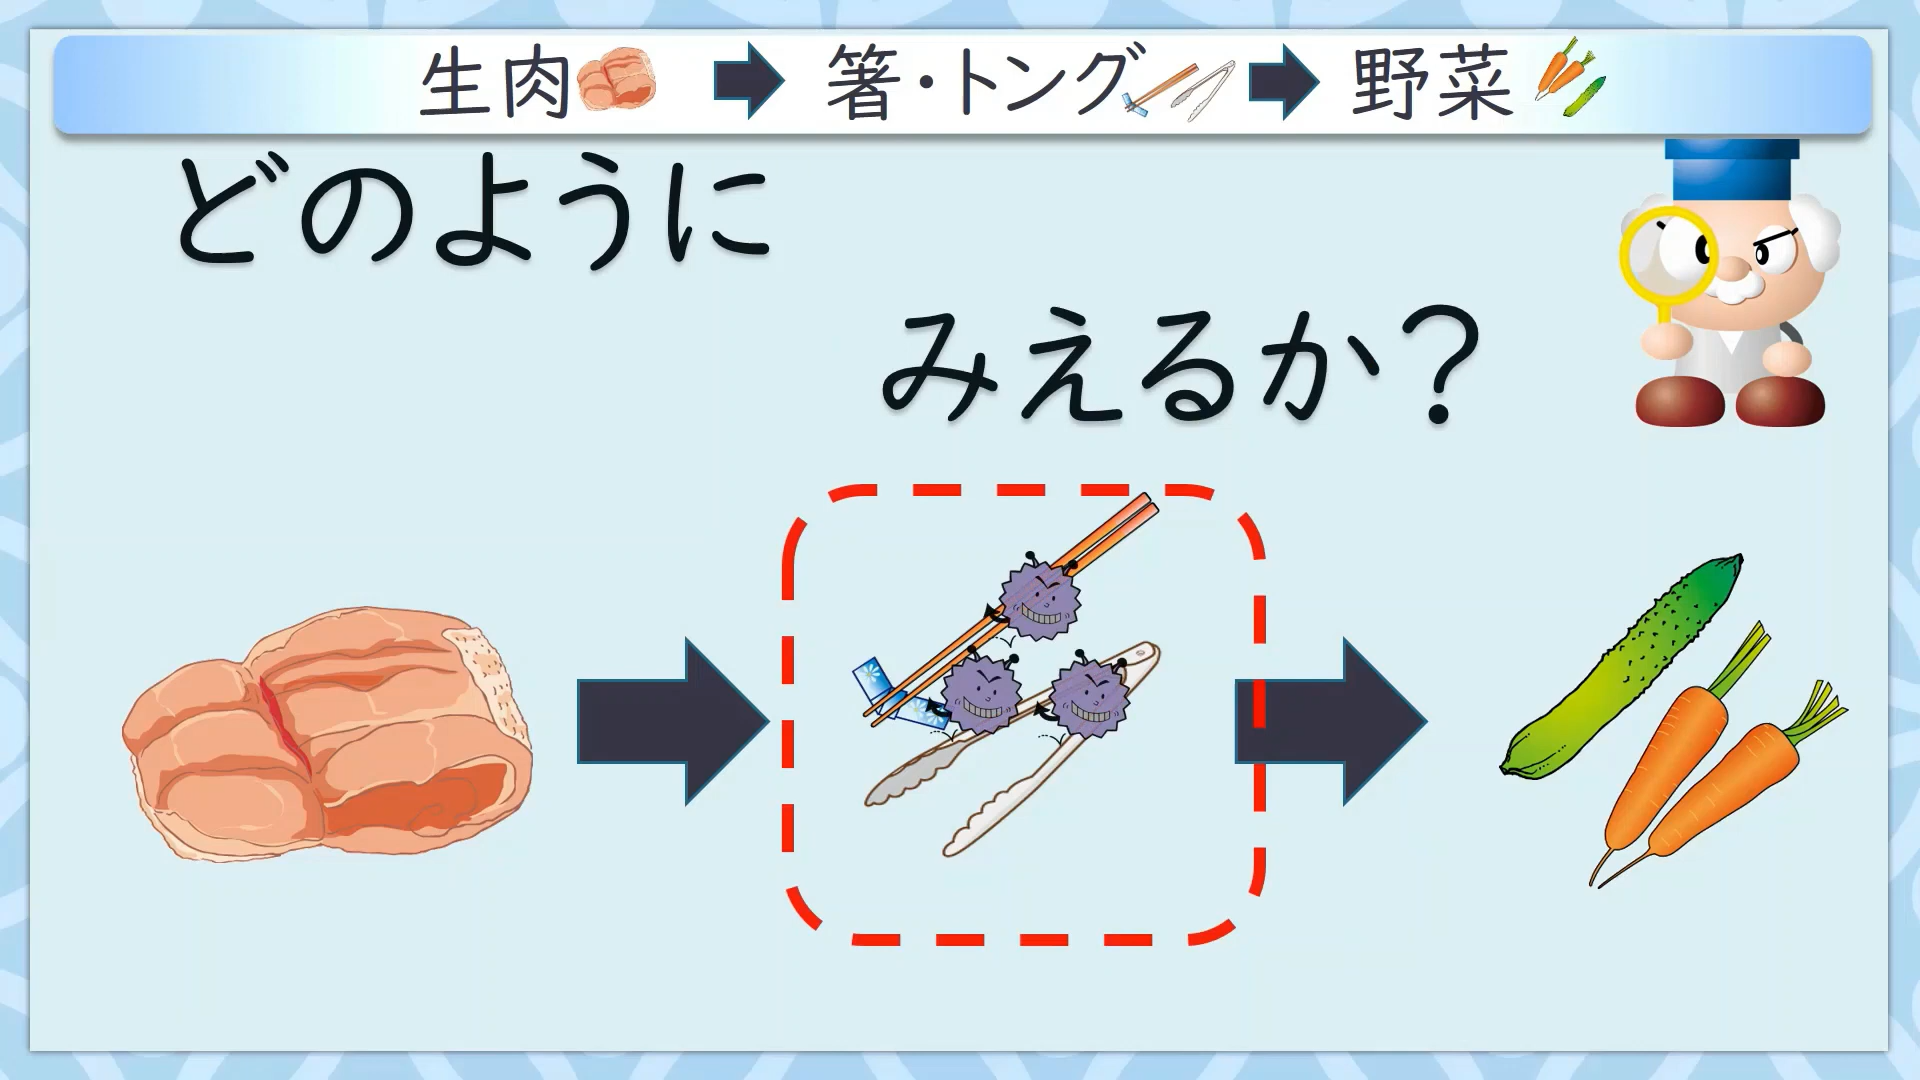 生肉 箸・トング 野菜
どのように
みえるか？